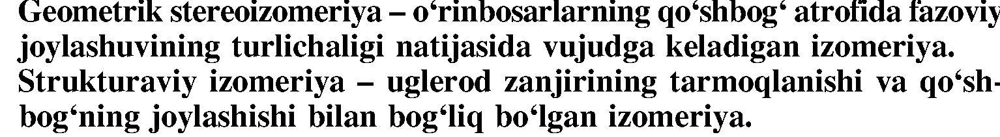 Geometrik stereoizomeriya – o‘rinbosarlarning qo‘shbog‘ atrofida fazoviy
joylashuvining turlichaligi natijasida vujudga keladigan izomeriya.
Strukturaviy izomeriya – uglerod zanjirining tarmoqlanishi va qo‘sh-
bog‘ning joylashishi bilan bog‘liq bo‘lgan izomeriya.